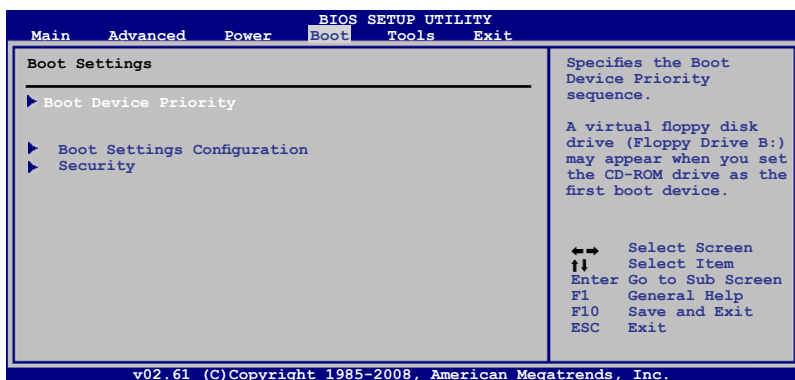 BIOS SETUP UTILITY
Main Advanced Power Boot Tools Exit
Boot Settings
Boot Device Priority
Boot Settings Configuration
Security
Specifies the Boot
Device Priority
sequence.
A virtual floppy disk
drive (Floppy Drive B:)
may appear when you set
the CD-ROM drive as the
first boot device.
←→ Select Screen
↑↓ Select Item
Enter Go to Sub Screen
F1 General Help
F10 Save and Exit
ESC Exit
v02.61 (C)Copyright 1985-2008, American Megatrends, Inc.